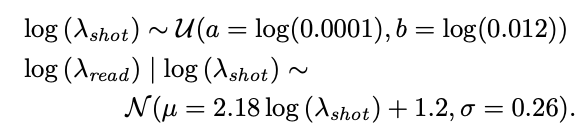 log (λ_shot) ∼ 𝒰(a = log(0.0001), b = log(0.012))
log (λ_read) | log (λ_shot) ∼
𝒩(μ = 2.18 log (λ_shot) + 1.2, σ = 0.26).